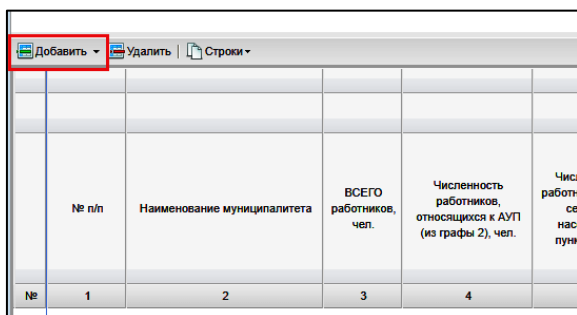 Добавить Удалить | Строки
№ п/п
Наименование муниципалитета
ВСЕГО
работников,
чел.
Численность
работников,
относящихся к АУП
(из графы 2), чел.
№ 1 2 3 4